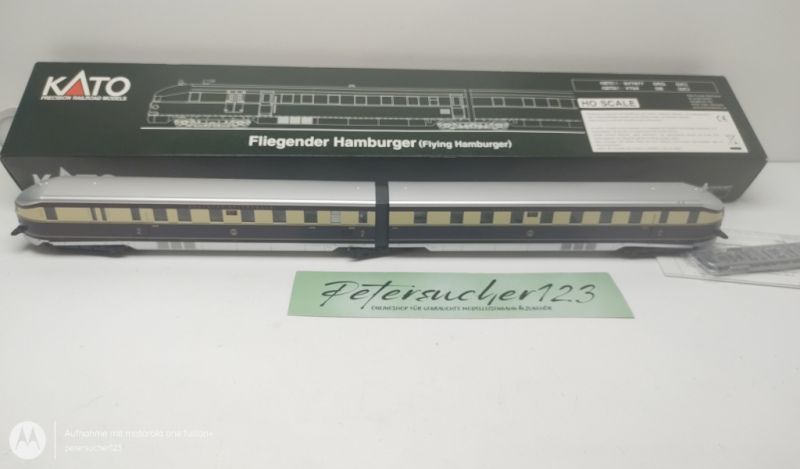 KATO
PRECISION RAILROAD MODELS
HO SCALE
Fliegender Hamburger (Flying Hamburger)
Petersucher123
ONLINESHOP FÜR GEBRAUCHTE MODELLEISENBAHN & ZUBEHÖR
Aufnahme mit motorola one fusion+
petersucher123